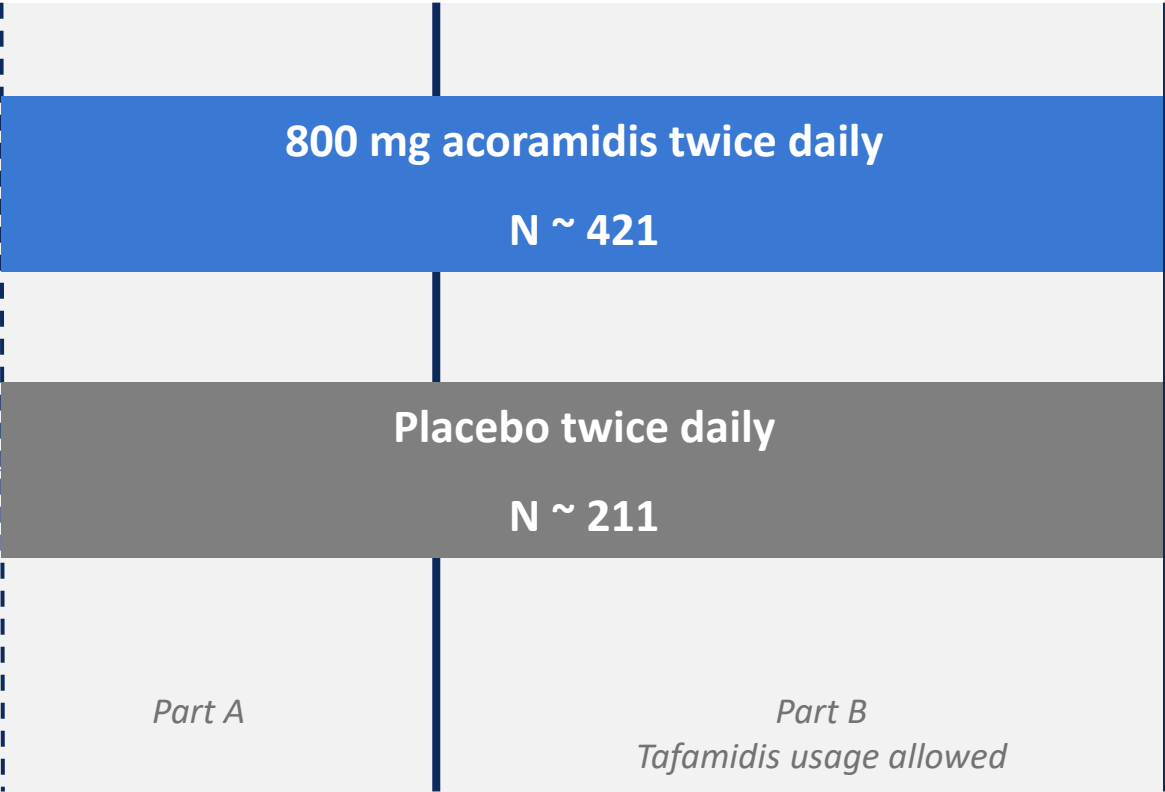 800 mg acoramidis twice daily
N ~ 421
Placebo twice daily
N ~ 211
Part A
Part B
Tafamidis usage allowed